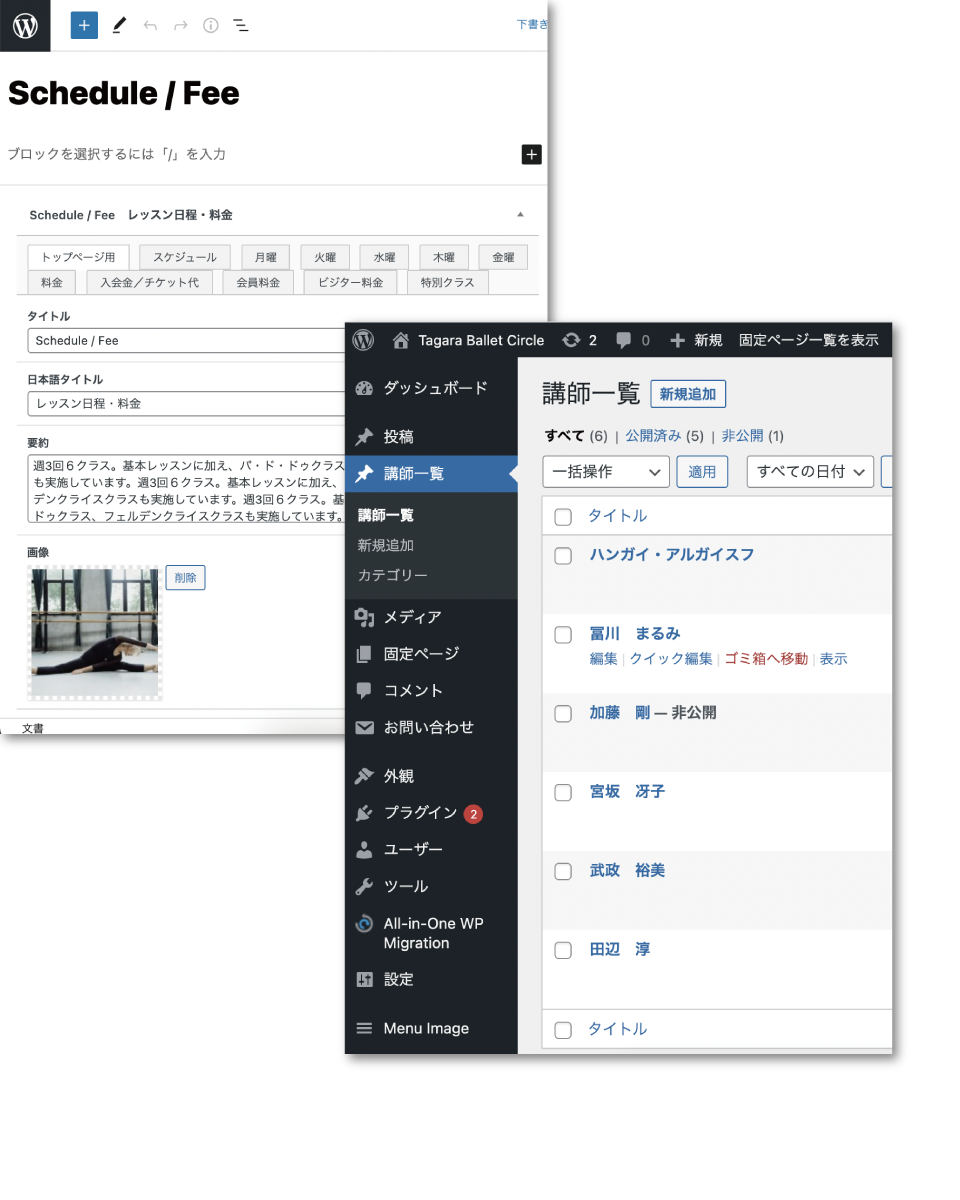 下書き
Schedule / Fee
ブロックを選択するには「/」を入力
Schedule / Fee　レッスン日程・料金
トップページ用 スケジュール 月曜 火曜 水曜 木曜 金曜
料金 入会金／チケット代 会員料金 ビジター料金 特別クラス
タイトル
Schedule / Fee
日本語タイトル
レッスン日程・料金
要約
週3回６クラス。基本レッスンに加え、パ・ド・ドゥクラス
も実施しています。週3回６クラス。基本レッスンに加え、
デンクライスクラスも実施しています。週3回６クラス。基
ドゥクラス、フェルデンクライスクラスも実施しています。
画像
削除
文書
Tagara Ballet Circle 2 0 新規 固定ページ一覧を表示
ダッシュボード
投稿
講師一覧
講師一覧
新規追加
カテゴリー
メディア
固定ページ
コメント
お問い合わせ
外観
プラグイン 2
ユーザー
ツール
All-in-One WP
Migration
設定
Menu Image
講師一覧 新規追加
すべて (6) | 公開済み (5) | 非公開 (1)
一括操作 適用 すべての日付
タイトル
ハンガイ・アルガイスフ
冨川　まるみ
編集 | クイック編集 | ゴミ箱へ移動 | 表示
加藤　剛 — 非公開
宮坂　冴子
武政　裕美
田辺　淳
タイトル